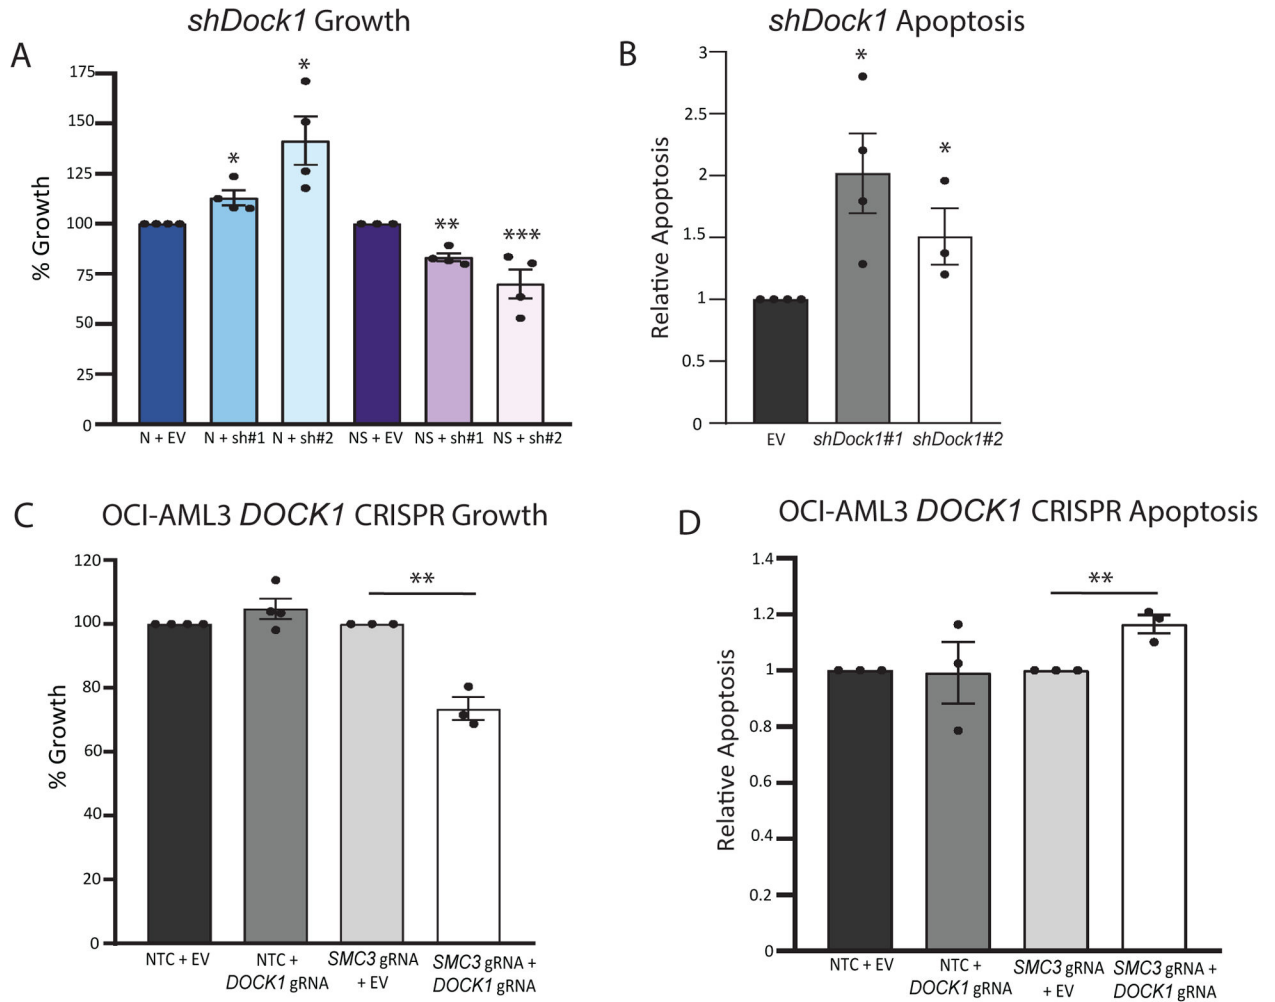 shDock1 Growth
A
% Growth
175
150
125
100
75
50
25
0
*
*
**
***
N + EV
N + sh#1
N + sh#2
NS + EV
NS + sh#1
NS + sh#2
shDock1 Apoptosis
B
Relative Apoptosis
3
2.5
2
1.5
1
0.5
0
*
*
EV
shDock1#1
shDock1#2
C
OCI-AML3 DOCK1 CRISPR Growth
% Growth
120
100
80
60
40
20
0
**
NTC + EV
NTC +
DOCK1 gRNA
SMC3 gRNA
+ EV
SMC3 gRNA +
DOCK1 gRNA
D
OCI-AML3 DOCK1 CRISPR Apoptosis
Relative Apoptosis
1.4
1.2
1
0.8
0.6
0.4
0.2
0
**
NTC + EV
NTC +
DOCK1 gRNA
SMC3 gRNA
+ EV
SMC3 gRNA +
DOCK1 gRNA